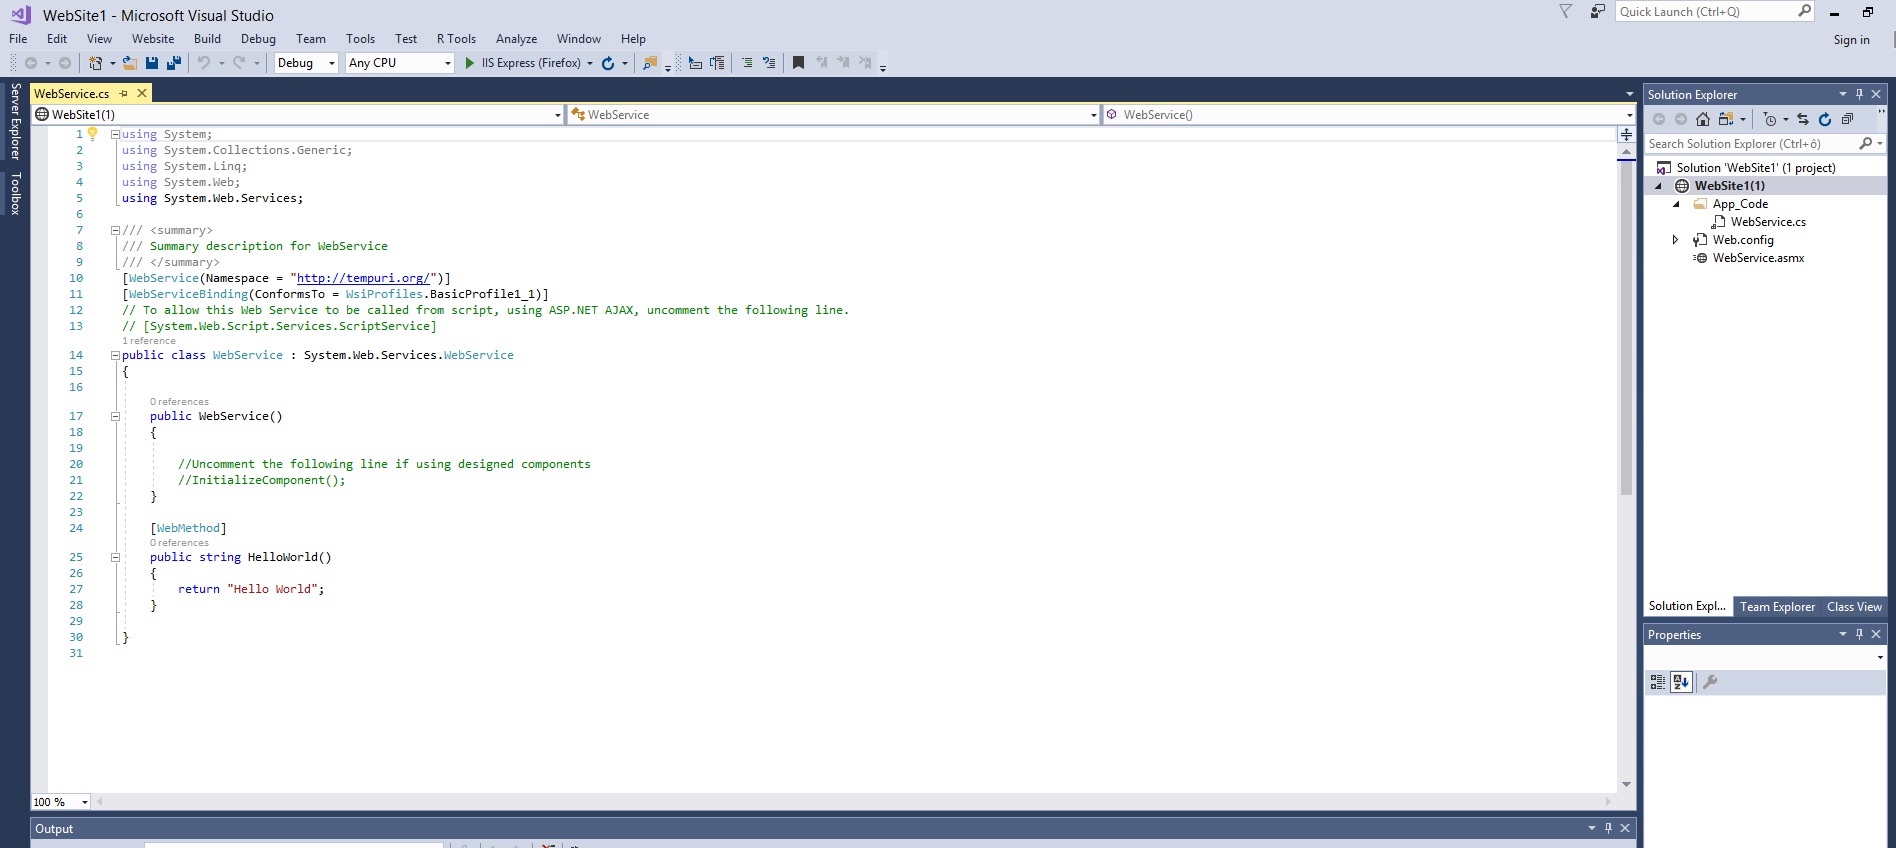 WebSite1 - Microsoft Visual Studio
Quick Launch (Ctrl+Q)
File Edit View Website Build Debug Team Tools Test R Tools Analyze Window Help
Sign in
Debug Any CPU IIS Express (Firefox)
Server Explorer
Toolbox
WebService.cs
WebSite1(1) WebService WebService()
1 using System;
2 using System.Collections.Generic;
3 using System.Linq;
4 using System.Web;
5 using System.Web.Services;
6
7 /// <summary>
8 /// Summary description for WebService
9 /// </summary>
10 [WebService(Namespace = "http://tempuri.org/")]
11 [WebServiceBinding(ConformsTo = WsiProfiles.BasicProfile1_1)]
12 // To allow this Web Service to be called from script, using ASP.NET AJAX, uncomment the following line.
13 // [System.Web.Script.Services.ScriptService]
1 reference
14 public class WebService : System.Web.Services.WebService
15 {
16
0 references
17 public WebService()
18 {
19
20 //Uncomment the following line if using designed components
21 //InitializeComponent();
22 }
23
24 [WebMethod]
0 references
25 public string HelloWorld()
26 {
27 return "Hello World";
28 }
29
30 }
31
100 %
Output
Solution Explorer
Search Solution Explorer (Ctrl+ô)
Solution 'WebSite1' (1 project)
WebSite1(1)
App_Code
WebService.cs
Web.config
WebService.asmx
Solution Expl... Team Explorer Class View
Properties